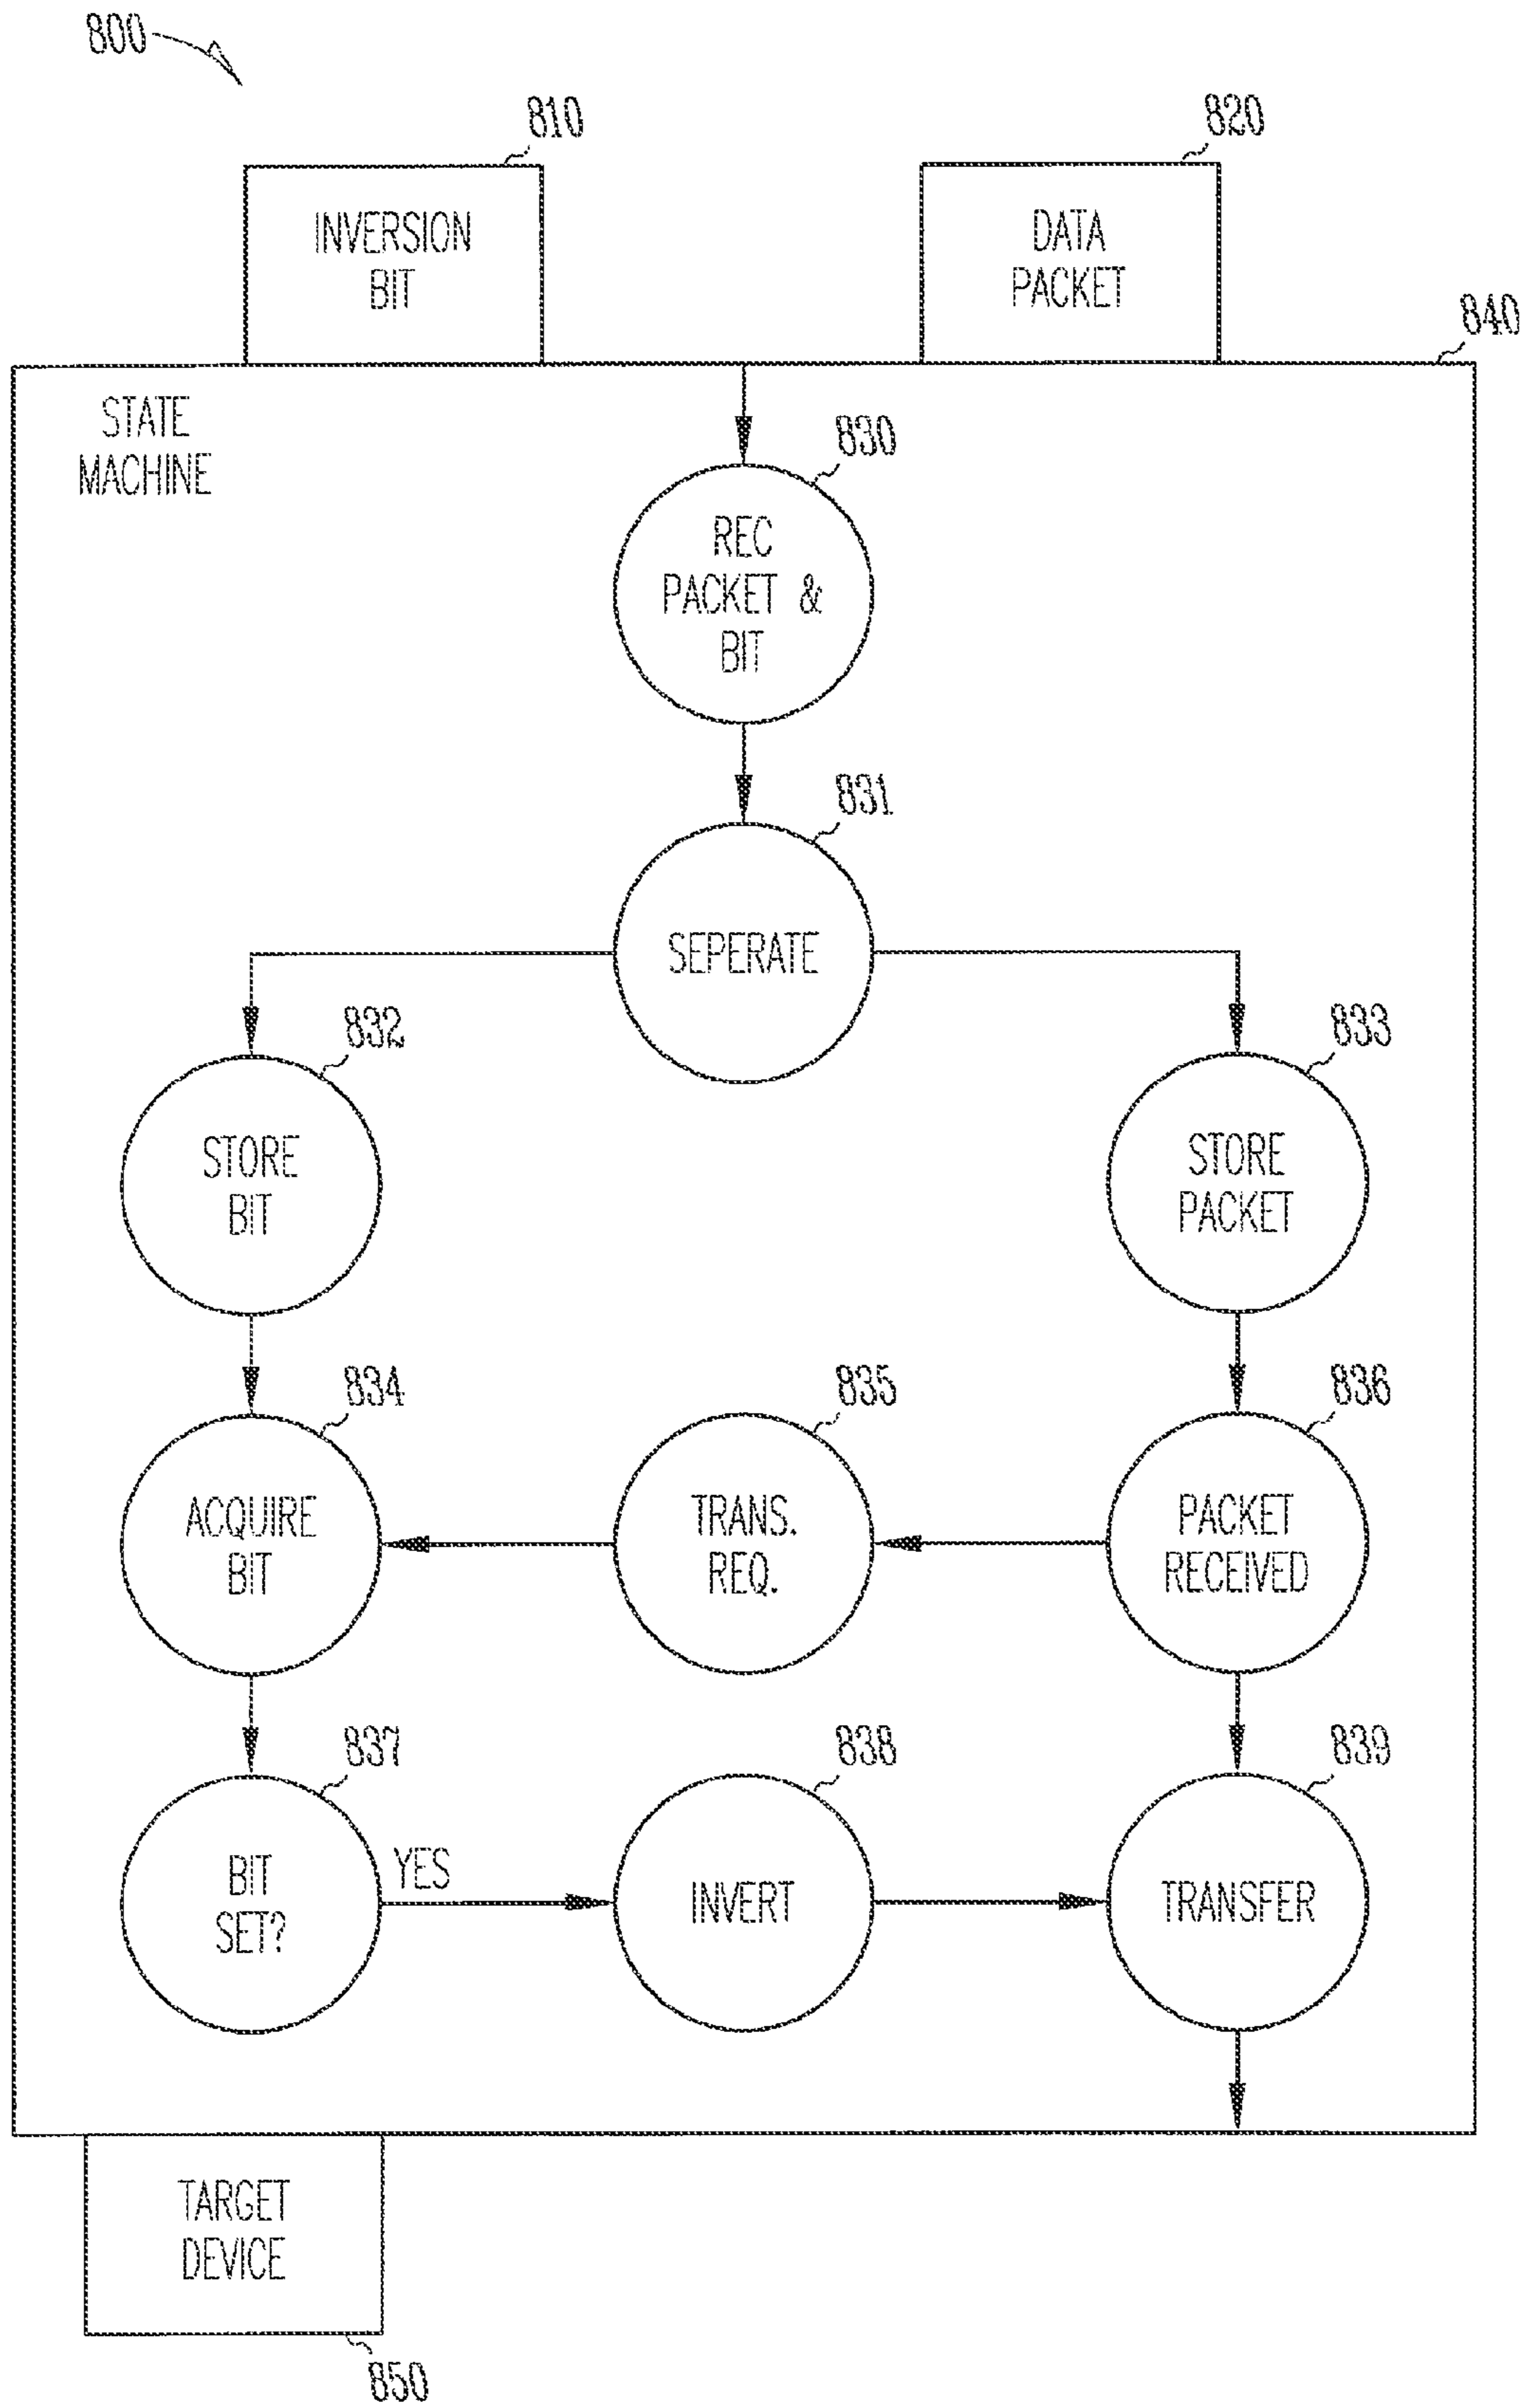 800
810
820
INVERSION
BIT
DATA
PACKET
840
STATE
MACHINE
830
REC
PACKET &
BIT
831
SEPERATE
832
833
STORE
BIT
STORE
PACKET
834
835
836
ACQUIRE
BIT
TRANS.
REQ.
PACKET
RECEIVED
837
838
839
BIT
SET?
YES
INVERT
TRANSFER
TARGET
DEVICE
850